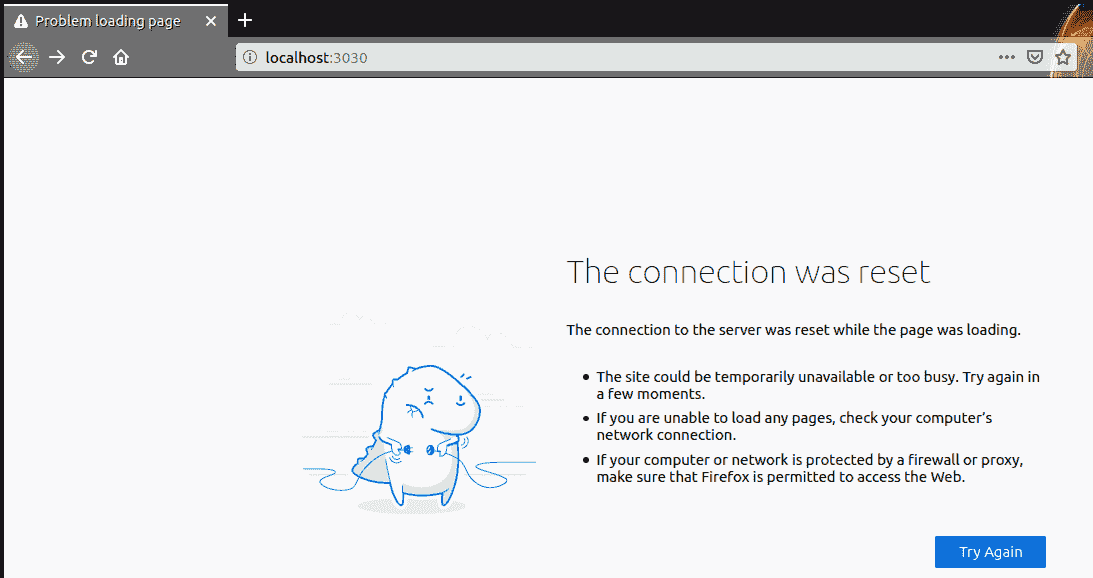 Problem loading page
localhost:3030
The connection was reset
The connection to the server was reset while the page was loading.
The site could be temporarily unavailable or too busy. Try again in
a few moments.
If you are unable to load any pages, check your computer’s
network connection.
If your computer or network is protected by a firewall or proxy,
make sure that Firefox is permitted to access the Web.
Try Again